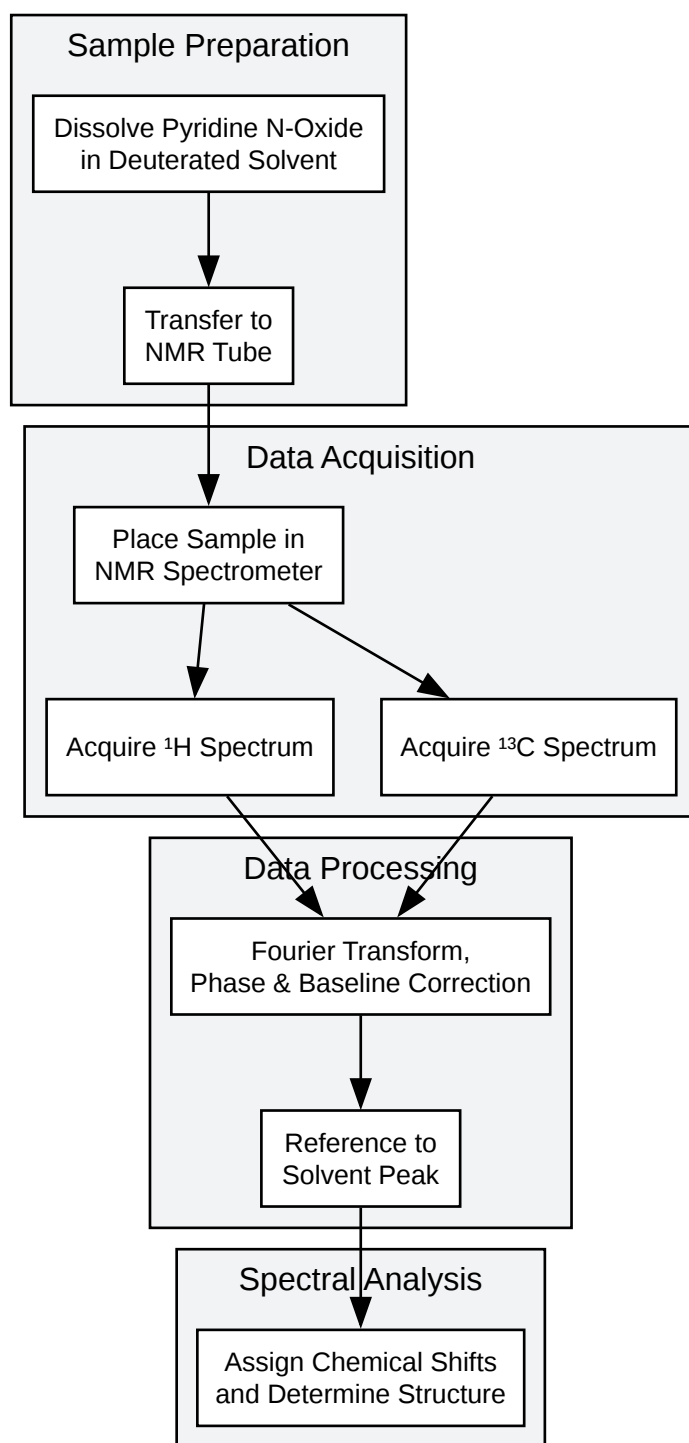 Sample Preparation
Dissolve Pyridine N-Oxide
in Deuterated Solvent
Transfer to
NMR Tube
Data Acquisition
Place Sample in
NMR Spectrometer
Acquire ¹H Spectrum
Acquire ¹³C Spectrum
Data Processing
Fourier Transform,
Phase & Baseline Correction
Reference to
Solvent Peak
Spectral Analysis
Assign Chemical Shifts
and Determine Structure